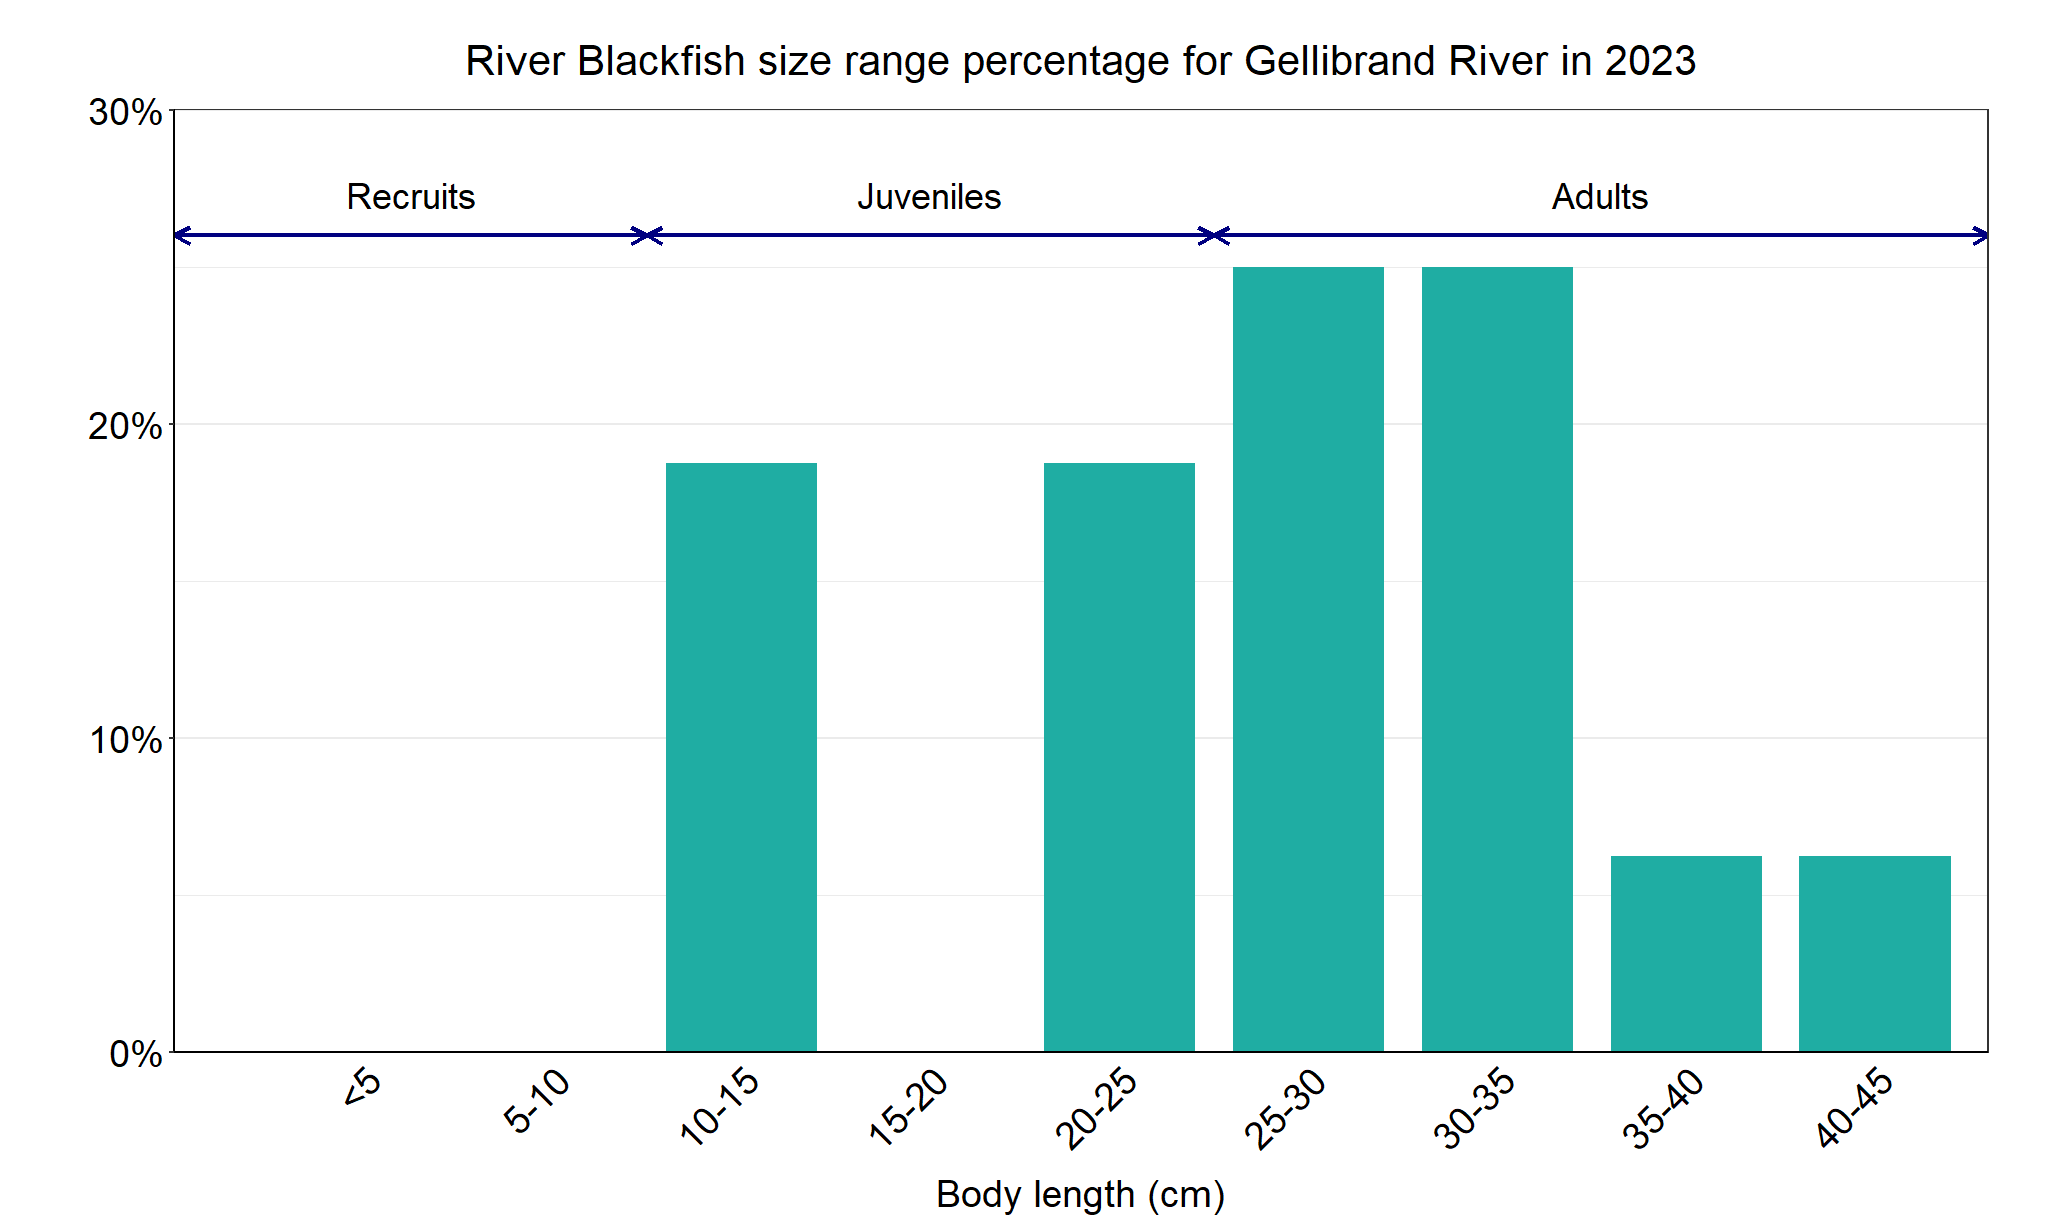 River Blackfish size range percentage for Gellibrand River in 2023
30%
Recruits
Juveniles
Adults
20%
10%
0%
<5
5-10
10-15
15-20
20-25
25-30
30-35
35-40
40-45
Body length (cm)